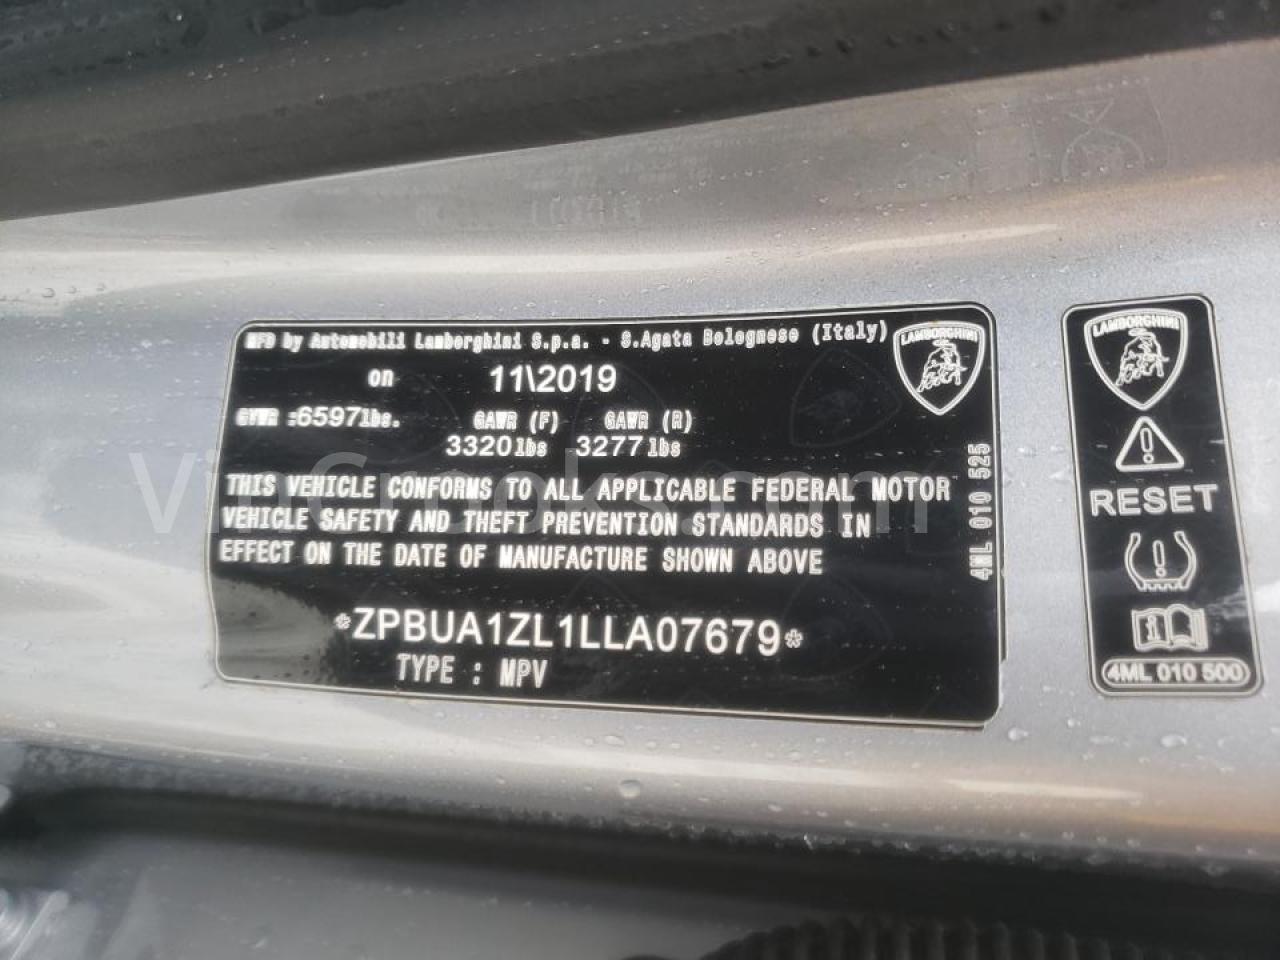 MFD by Automobili Lamborghini S.p.a. - S.Agata Bolognese (Italy)
on 11\2019
GVWR :6597lbs. GAWR (F) GAWR (R)
3320lbs 3277lbs
THIS VEHICLE CONFORMS TO ALL APPLICABLE FEDERAL MOTOR
VEHICLE SAFETY AND THEFT PREVENTION STANDARDS IN
EFFECT ON THE DATE OF MANUFACTURE SHOWN ABOVE
*ZPBUA1ZL1LLA07679*
TYPE : MPV
LAMBORGHINI
4ML 010 525
LAMBORGHINI
RESET
4ML 010 500